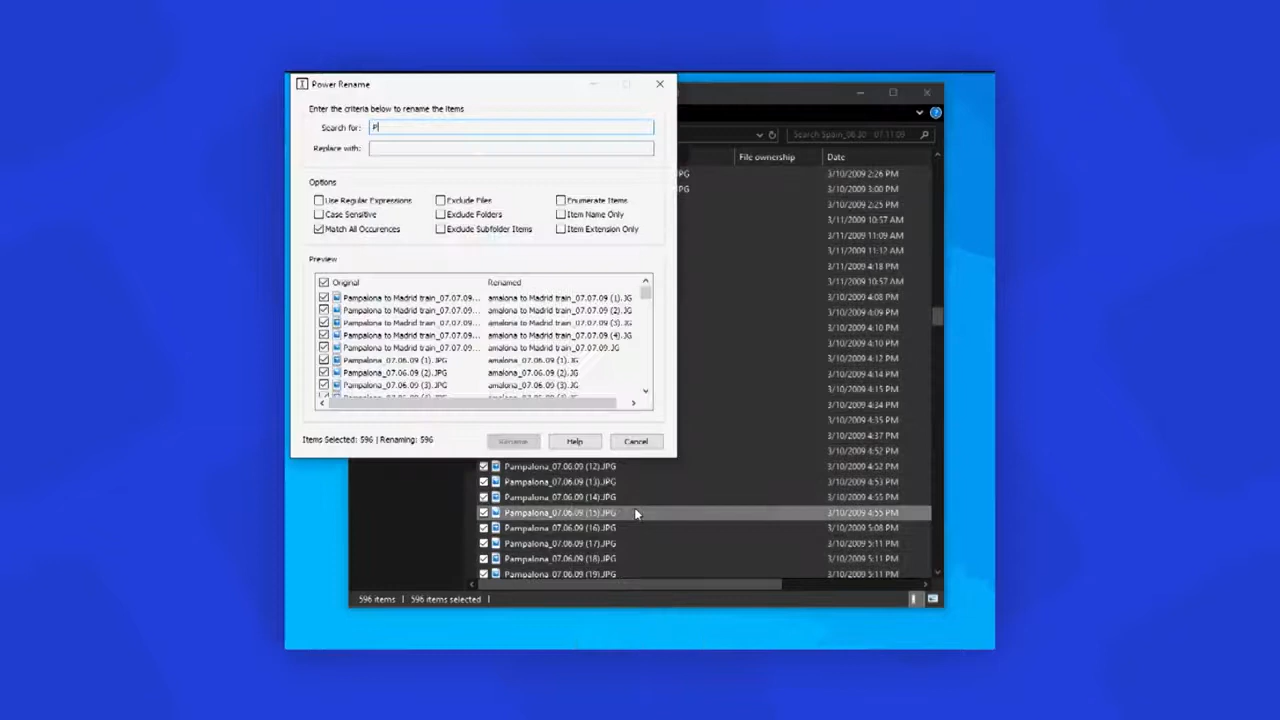 Power Rename
Enter the criteria below to rename the items
Search for: P
Replace with:
Options
Use Regular Expressions Exclude Files Enumerate Items
Case Sensitive Exclude Folders Item Name Only
Match All Occurences Exclude Subfolder Items Item Extension Only
Preview
Original Renamed
Pampalona to Madrid train_07.07.09... amalona to Madrid train_07.07.09 (1).JG
Pampalona to Madrid train_07.07.09... amalona to Madrid train_07.07.09 (2).JG
Pampalona to Madrid train_07.07.09... amalona to Madrid train_07.07.09 (3).JG
Pampalona to Madrid train_07.07.09... amalona to Madrid train_07.07.09 (4).JG
Pampalona to Madrid train_07.07.09... amalona to Madrid train_07.07.09.JG
Pampalona_07.06.09 (1).JPG amalona_07.06.09 (1).JG
Pampalona_07.06.09 (2).JPG amalona_07.06.09 (2).JG
Pampalona_07.06.09 (3).JPG amalona_07.06.09 (3).JG
Items Selected: 596 | Renaming: 596 Rename Help Cancel
Search Spain_06.30 - 07.11.09
File ownership Date
PG 3/10/2009 2:26 PM
PG 3/10/2009 3:00 PM
3/10/2009 2:25 PM
3/11/2009 10:57 AM
3/11/2009 11:09 AM
3/11/2009 11:12 AM
3/11/2009 4:18 PM
3/11/2009 10:57 AM
3/10/2009 4:08 PM
3/10/2009 4:09 PM
3/10/2009 4:10 PM
3/10/2009 4:10 PM
3/10/2009 4:12 PM
3/10/2009 4:14 PM
3/10/2009 4:15 PM
3/10/2009 4:34 PM
3/10/2009 4:35 PM
3/10/2009 4:37 PM
3/10/2009 4:52 PM
Pampalona_07.06.09 (12).JPG 3/10/2009 4:52 PM
Pampalona_07.06.09 (13).JPG 3/10/2009 4:53 PM
Pampalona_07.06.09 (14).JPG 3/10/2009 4:55 PM
Pampalona_07.06.09 (15).JPG 3/10/2009 4:55 PM
Pampalona_07.06.09 (16).JPG 3/10/2009 5:08 PM
Pampalona_07.06.09 (17).JPG 3/10/2009 5:11 PM
Pampalona_07.06.09 (18).JPG 3/10/2009 5:11 PM
Pampalona_07.06.09 (19).JPG 3/10/2009 5:11 PM
596 items | 596 items selected |